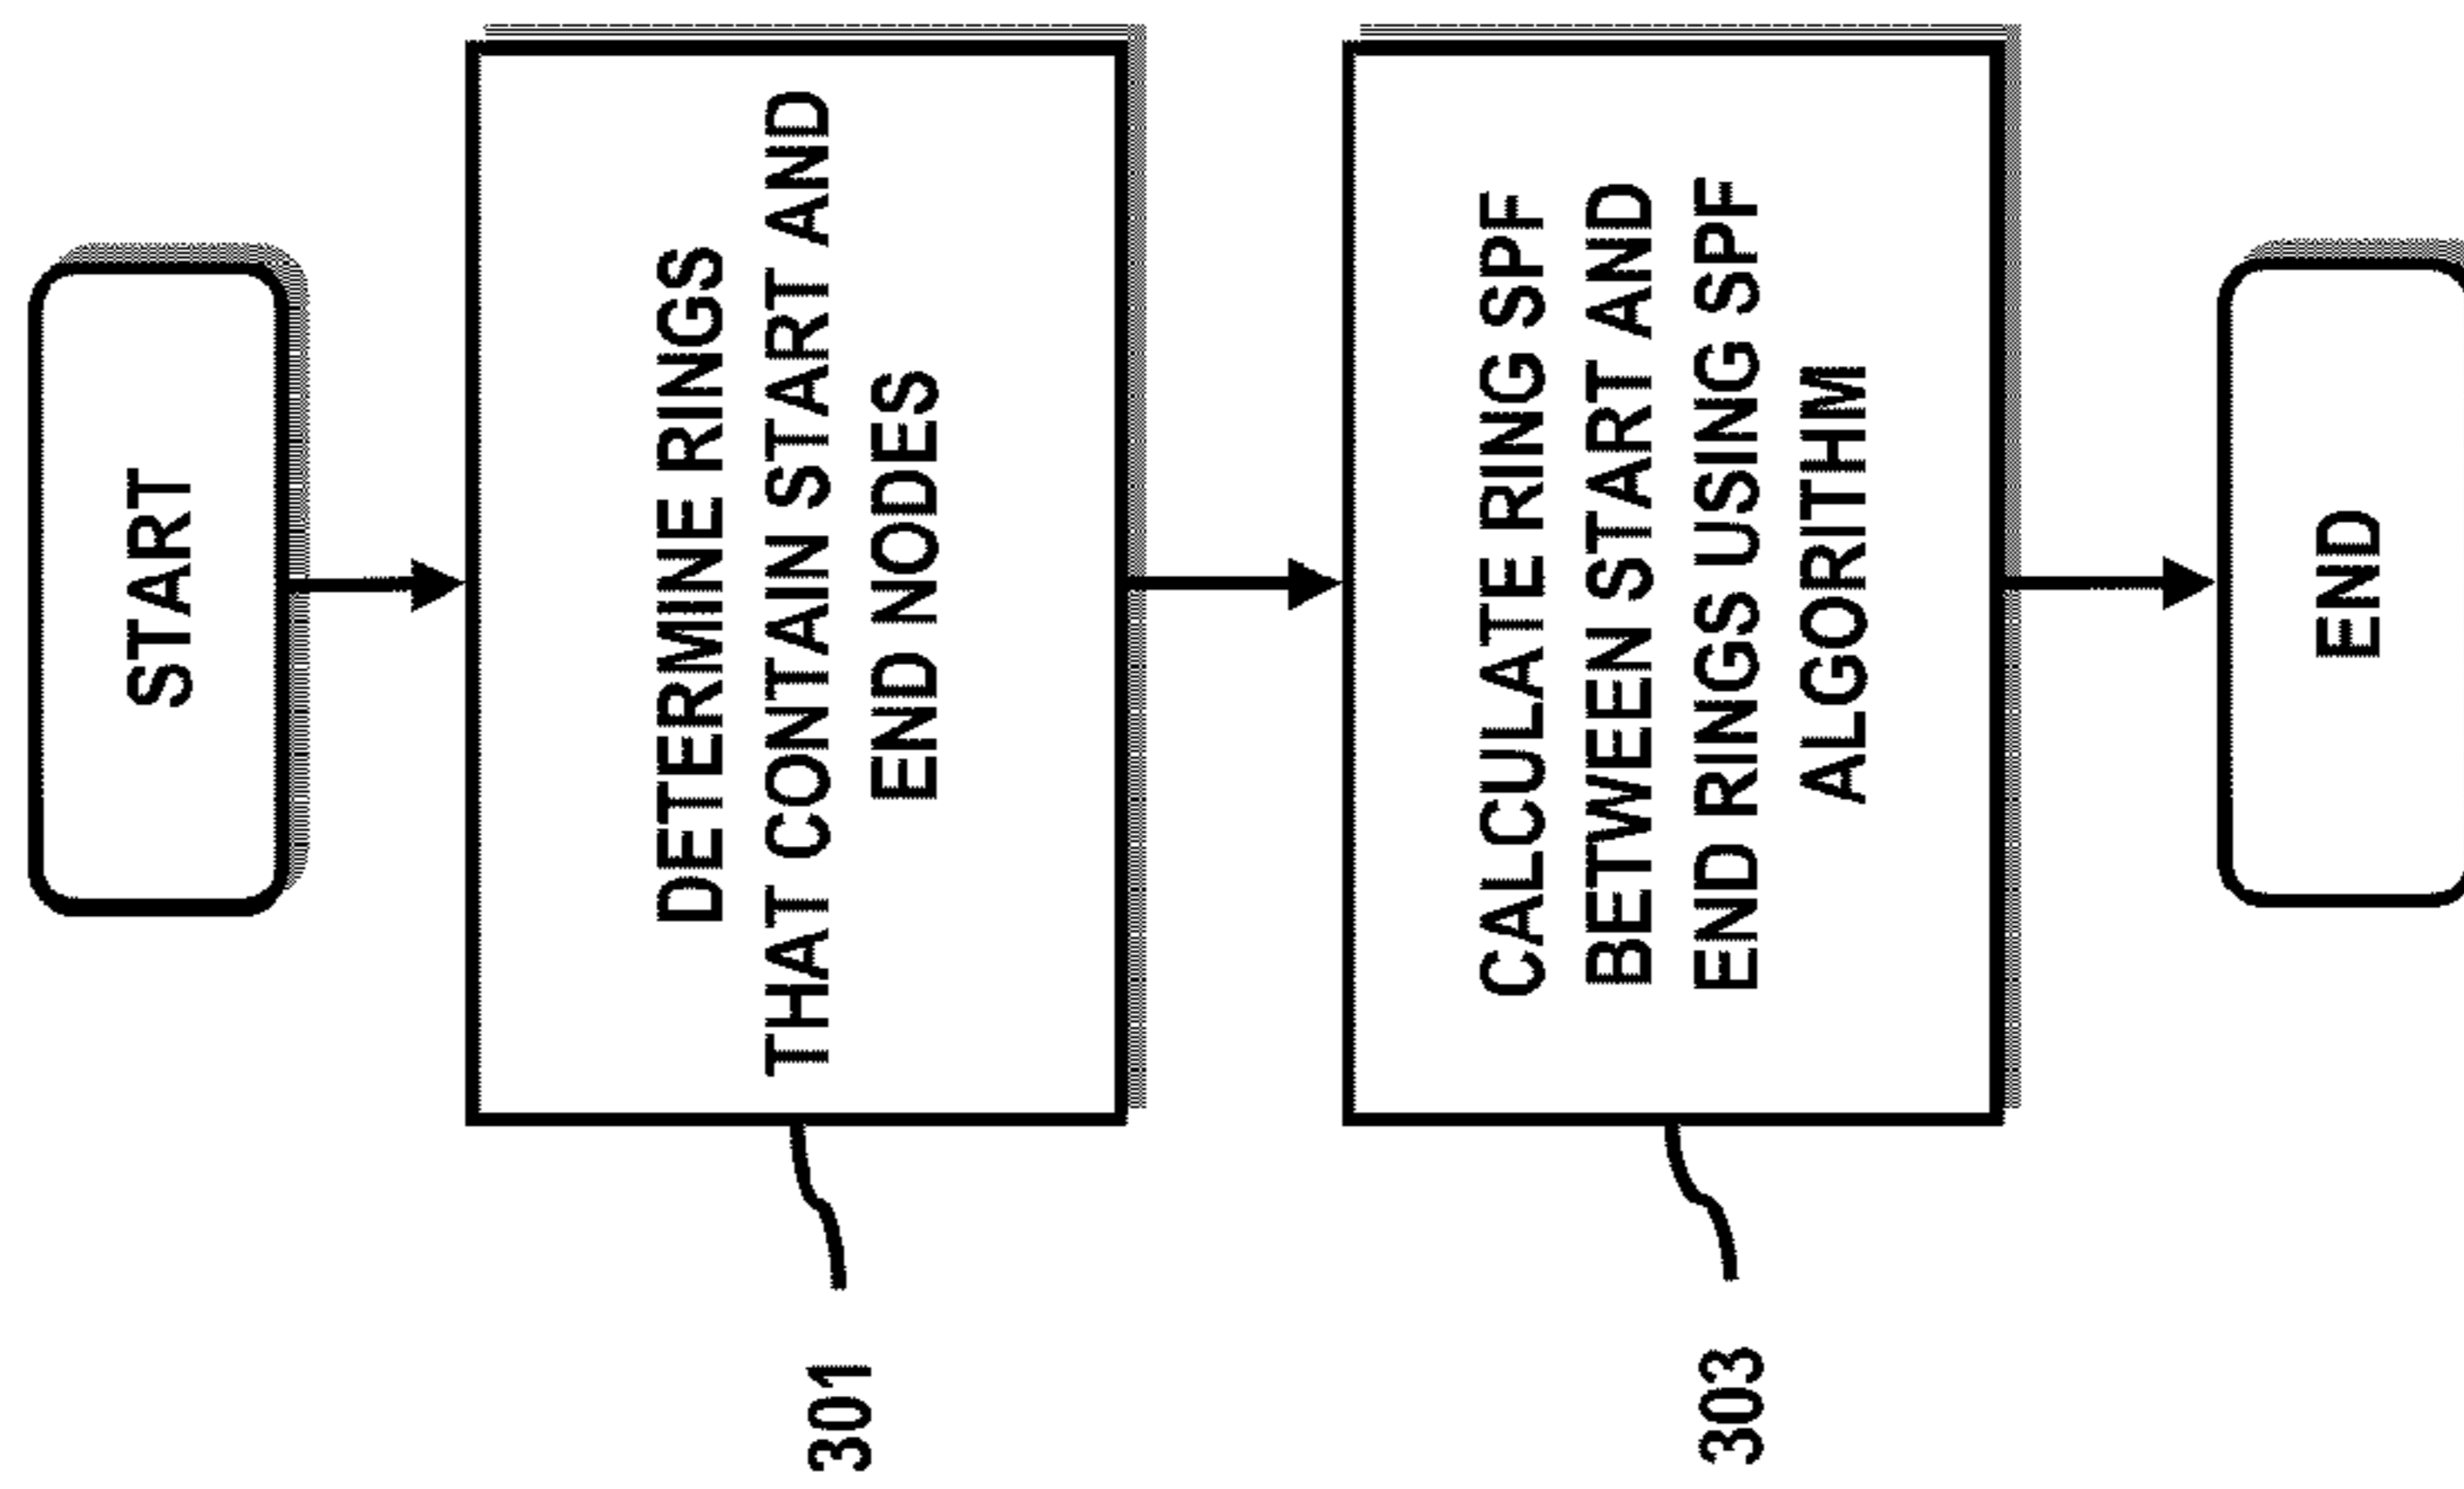 START
DETERMINE RINGS
THAT CONTAIN START AND
END NODES
301
CALCULATE RING SPF
BETWEEN START AND
END RINGS USING SPF
ALGORITHM
303
END